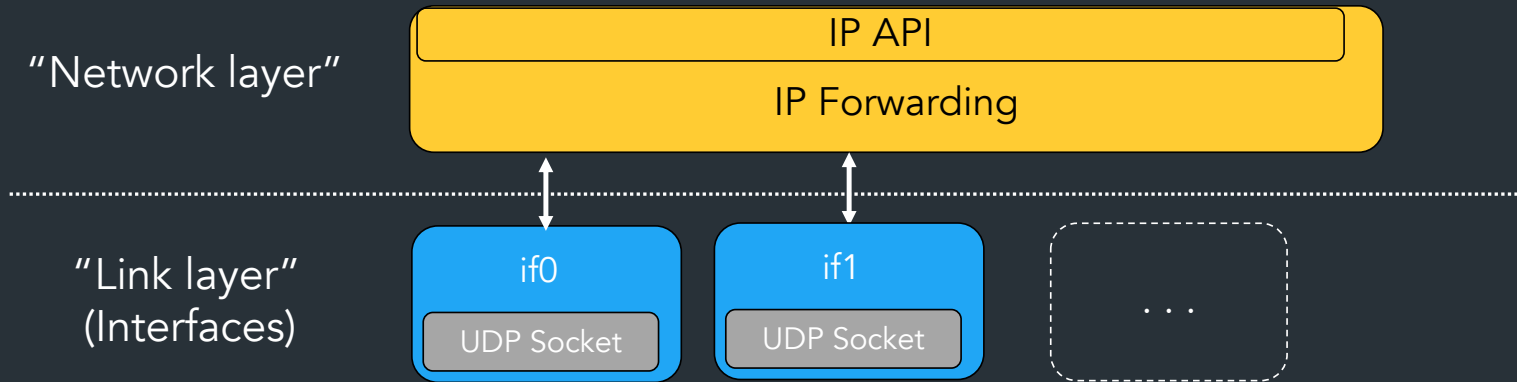 IP API
“Network layer”
IP Forwarding
“Link layer”
(Interfaces)
if0
UDP Socket
if1
UDP Socket
. . .